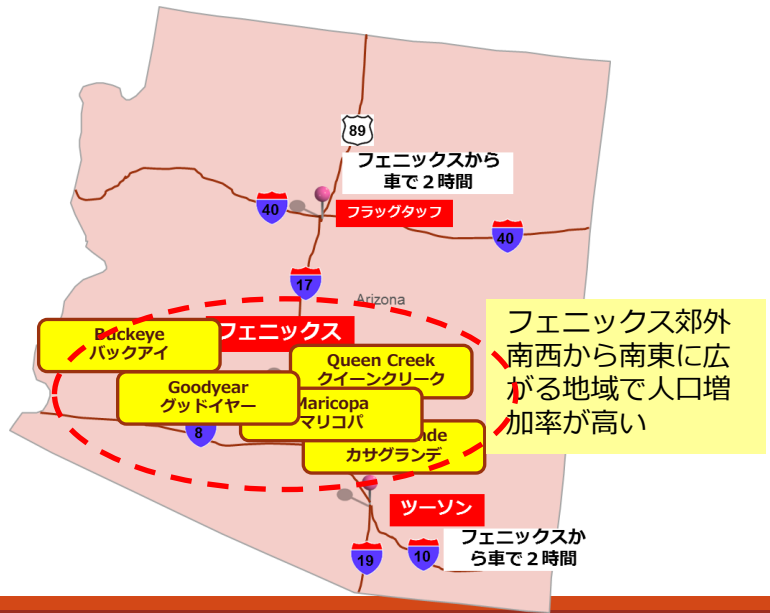 89
フェニックスから
車で２時間
フラッグタッフ
40
40
17
Arizona
Buckeye
バックアイ
フェニックス
Queen Creek
クイーンクリーク
Goodyear
グッドイヤー
Maricopa
マリコパ
8
nde
カサグランデ
フェニックス郊外
南西から南東に広
がる地域で人口増
加率が高い
ツーソン
フェニックスか
ら車で２時間
19
10